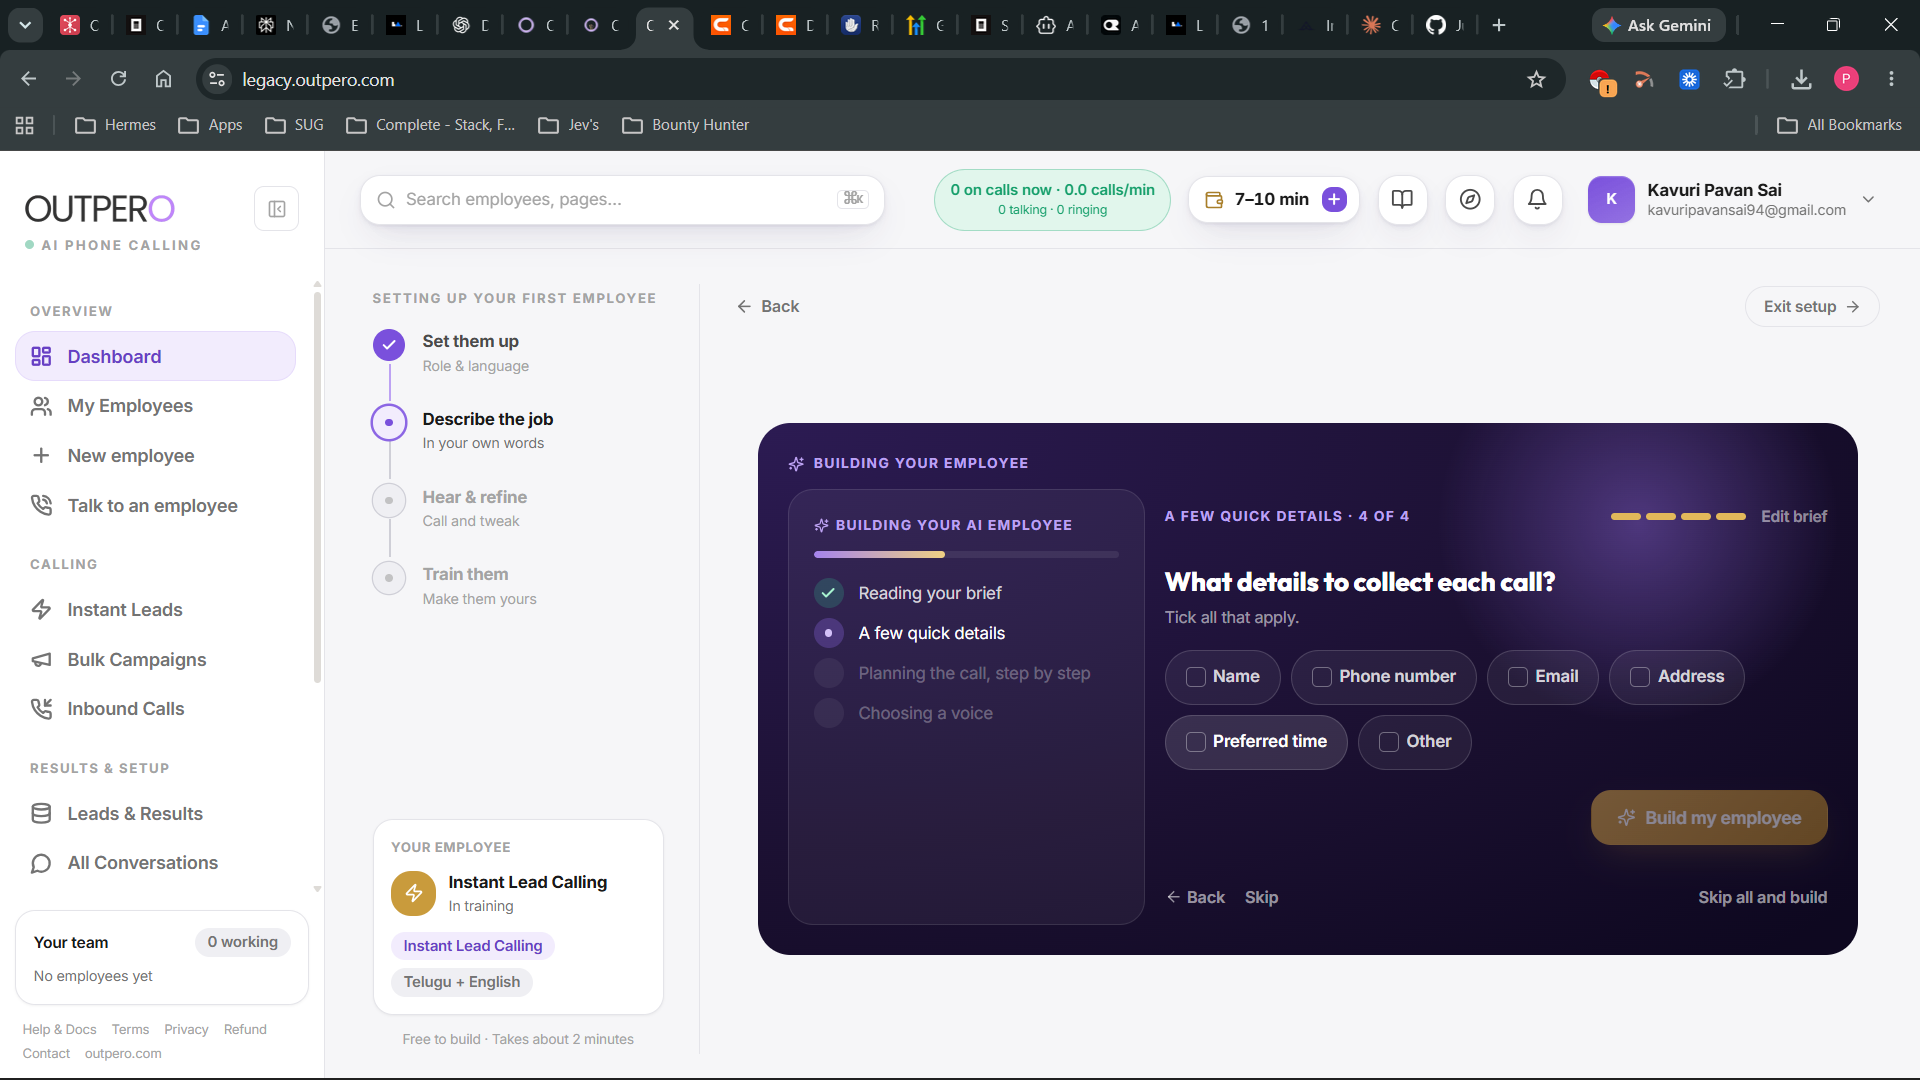 Ask Gemini
legacy.outpero.com
Hermes
Apps
SUG
Complete - Stack, F...
Jev's
Bounty Hunter
All Bookmarks
OUTPERO
AI PHONE CALLING
Search employees, pages...
⌘k
0 on calls now · 0.0 calls/min
0 talking · 0 ringing
7–10 min
K
Kavuri Pavan Sai
kavuripavansai94@gmail.com
OVERVIEW
Dashboard
My Employees
New employee
Talk to an employee
CALLING
Instant Leads
Bulk Campaigns
Inbound Calls
RESULTS & SETUP
Leads & Results
All Conversations
Your team
0 working
No employees yet
Help & Docs
Terms
Privacy
Refund
Contact
outpero.com
SETTING UP YOUR FIRST EMPLOYEE
Set them up
Role & language
Describe the job
In your own words
Hear & refine
Call and tweak
Train them
Make them yours
YOUR EMPLOYEE
Instant Lead Calling
In training
Instant Lead Calling
Telugu + English
Free to build · Takes about 2 minutes
Back
Exit setup
BUILDING YOUR EMPLOYEE
BUILDING YOUR AI EMPLOYEE
Reading your brief
A few quick details
Planning the call, step by step
Choosing a voice
A FEW QUICK DETAILS · 4 OF 4
Edit brief
What details to collect each call?
Tick all that apply.
Name
Phone number
Email
Address
Preferred time
Other
Build my employee
Back
Skip
Skip all and build